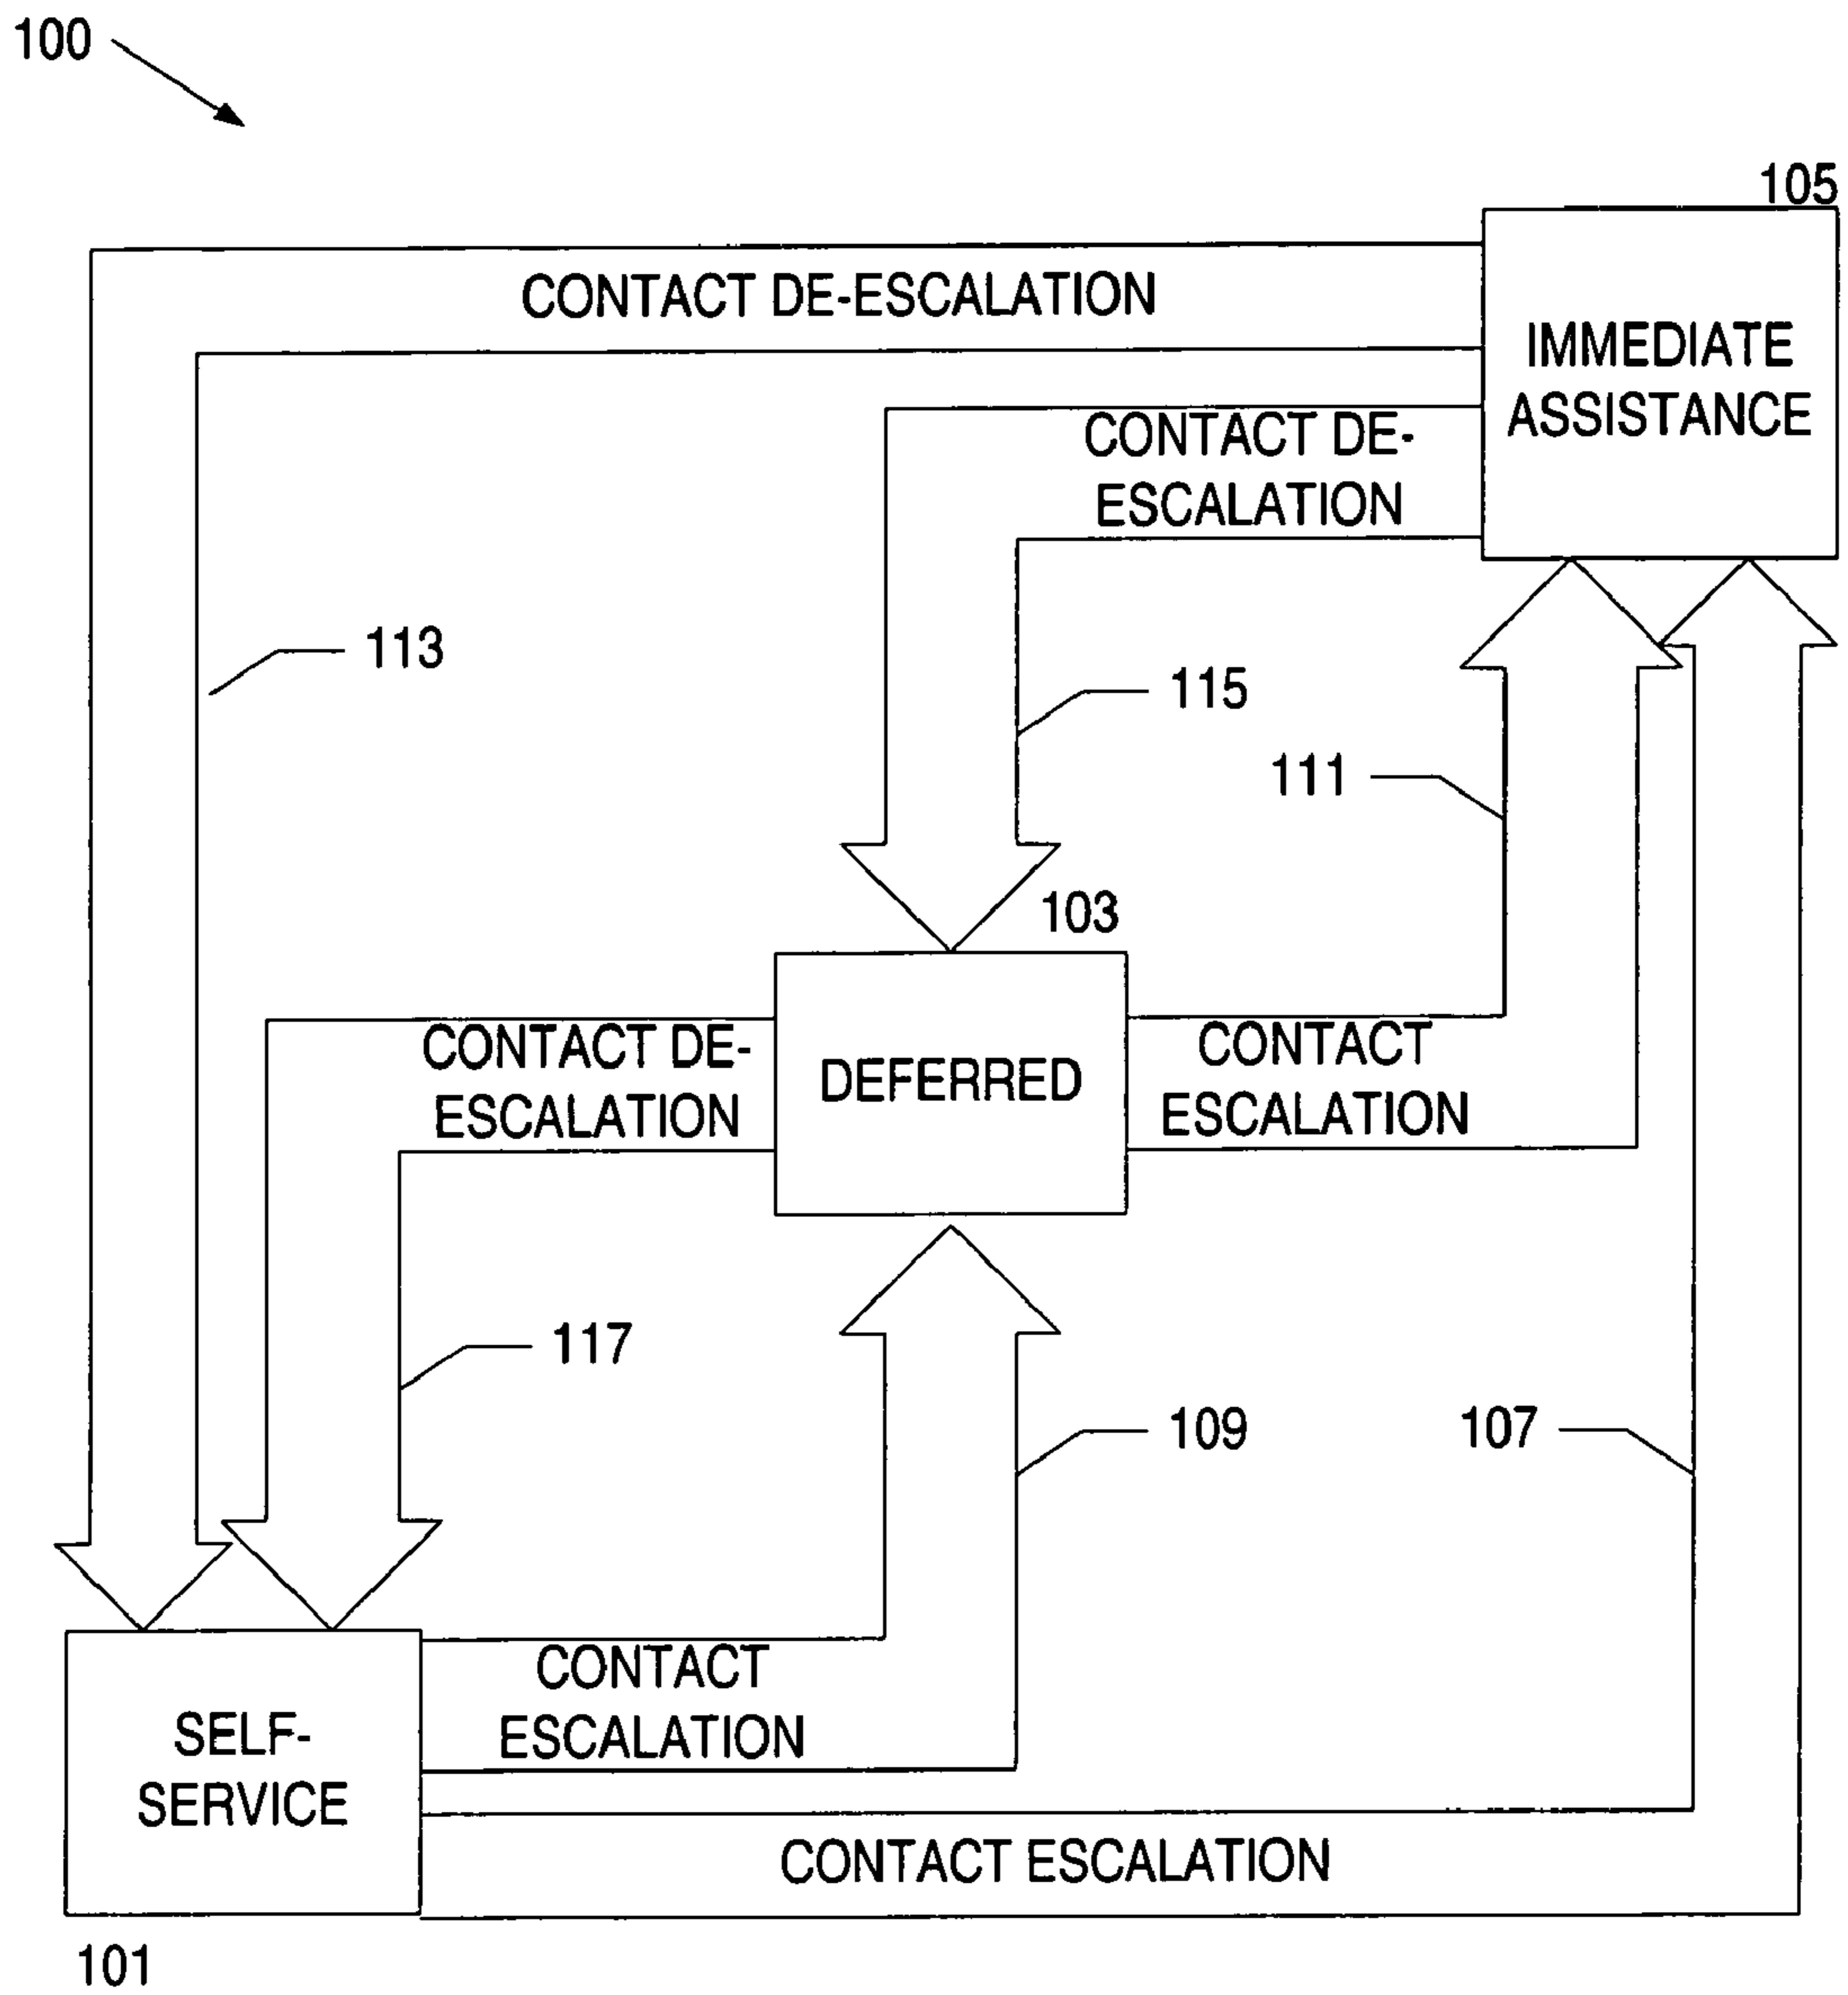 100
105
CONTACT DE-ESCALATION
IMMEDIATE
ASSISTANCE
CONTACT DE-
ESCALATION
113
115
111
103
CONTACT DE-
ESCALATION
DEFERRED
CONTACT
ESCALATION
117
109
107
CONTACT
ESCALATION
SELF-
SERVICE
CONTACT ESCALATION
101